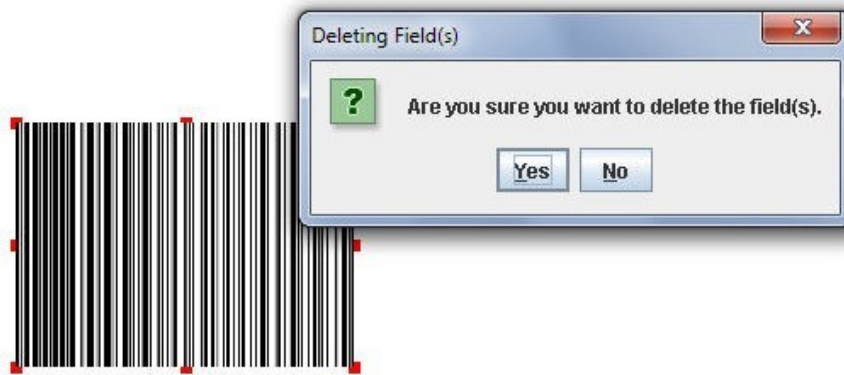 Deleting Field(s)
?
Are you sure you want to delete the field(s).
Yes No